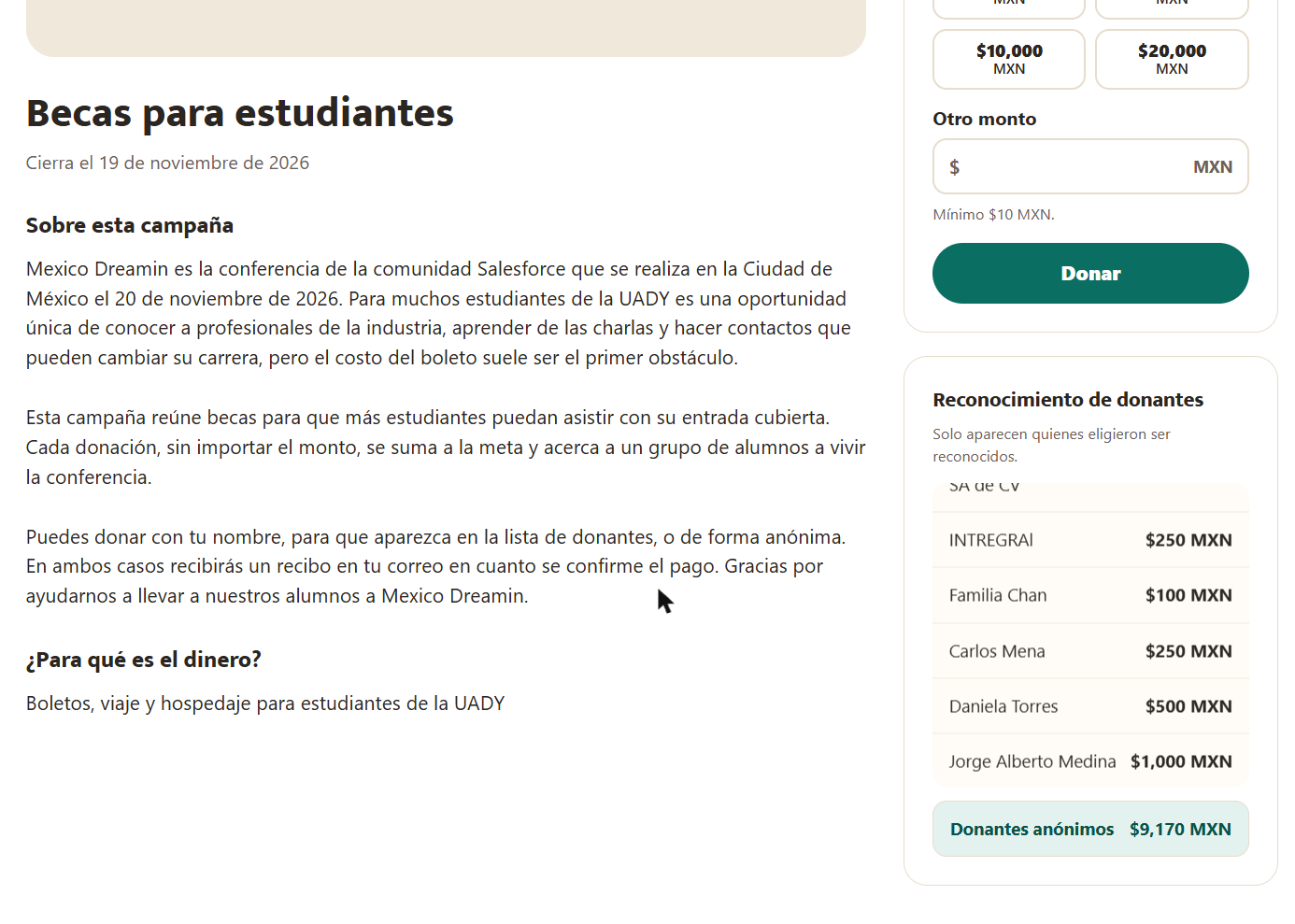 Becas para estudiantes
Cierra el 19 de noviembre de 2026
Sobre esta campaña
Mexico Dreamin es la conferencia de la comunidad Salesforce que se realiza en la Ciudad de
México el 20 de noviembre de 2026. Para muchos estudiantes de la UADY es una oportunidad
única de conocer a profesionales de la industria, aprender de las charlas y hacer contactos que
pueden cambiar su carrera, pero el costo del boleto suele ser el primer obstáculo.
Esta campaña reúne becas para que más estudiantes puedan asistir con su entrada cubierta.
Cada donación, sin importar el monto, se suma a la meta y acerca a un grupo de alumnos a vivir
la conferencia.
Puedes donar con tu nombre, para que aparezca en la lista de donantes, o de forma anónima.
En ambos casos recibirás un recibo en tu correo en cuanto se confirme el pago. Gracias por
ayudarnos a llevar a nuestros alumnos a Mexico Dreamin.
¿Para qué es el dinero?
Boletos, viaje y hospedaje para estudiantes de la UADY
MXN MXN
$10,000 $20,000
MXN MXN
Otro monto
$ MXN
Mínimo $10 MXN.
Donar
Reconocimiento de donantes
Solo aparecen quienes eligieron ser
reconocidos.
SA de CV
INTREGRAl $250 MXN
Familia Chan $100 MXN
Carlos Mena $250 MXN
Daniela Torres $500 MXN
Jorge Alberto Medina $1,000 MXN
Donantes anónimos $9,170 MXN